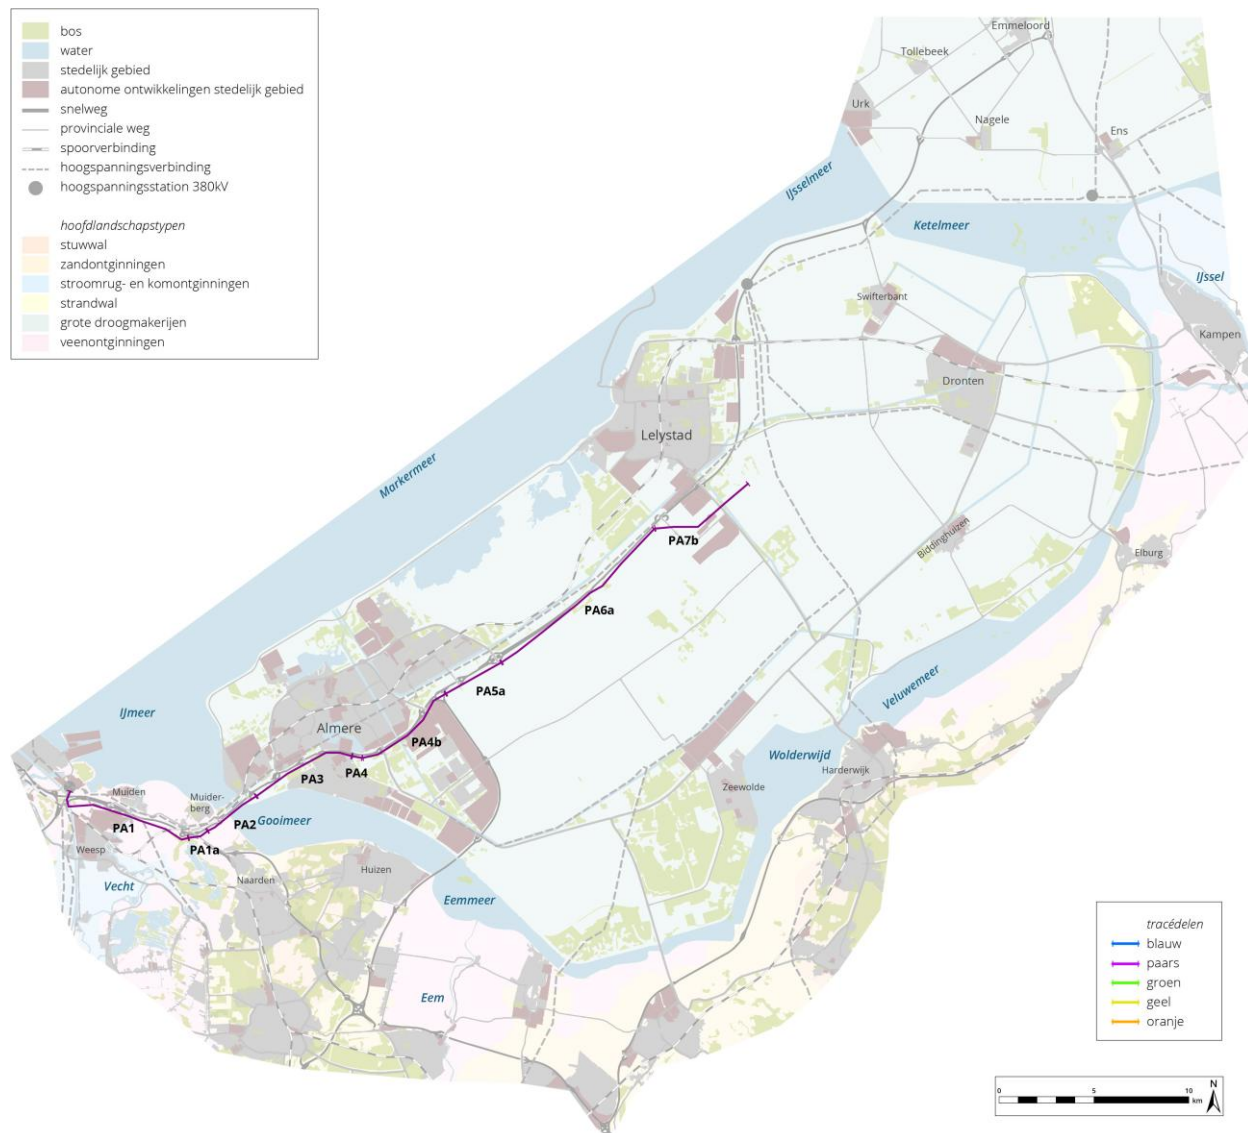 bos
water
stedelijk gebied
autonome ontwikkelingen stedelijk gebied
snelweg
provinciale weg
spoorverbinding
hoogspanningsverbinding
hoogspanningsstation 380kV
hoofdlandschapstypen
stuwwal
zandontginningen
stroomrug- en komontginningen
strandwal
grote droogmakerijen
veenontginningen
Emmeloord
Tollebeek
Urk
Nagele
Ens
IJsselmeer
Ketelmeer
IJssel
Swifterbant
Kampen
Dronten
Lelystad
Markermeer
PA7b
Biddinghuizen
Elburg
PA6a
PA5a
Veluwemeer
IJmeer
Almere
PA4b
Wolderwijd
PA3
PA4
Harderwijk
Zeewolde
Muiden
Muider-
berg
PA2
Gooimeer
PA1
PA1a
Weesp
Huizen
Naarden
Vecht
Eemmeer
Eem
tracédelen
blauw
paars
groen
geel
oranje
0
5
10
km
N